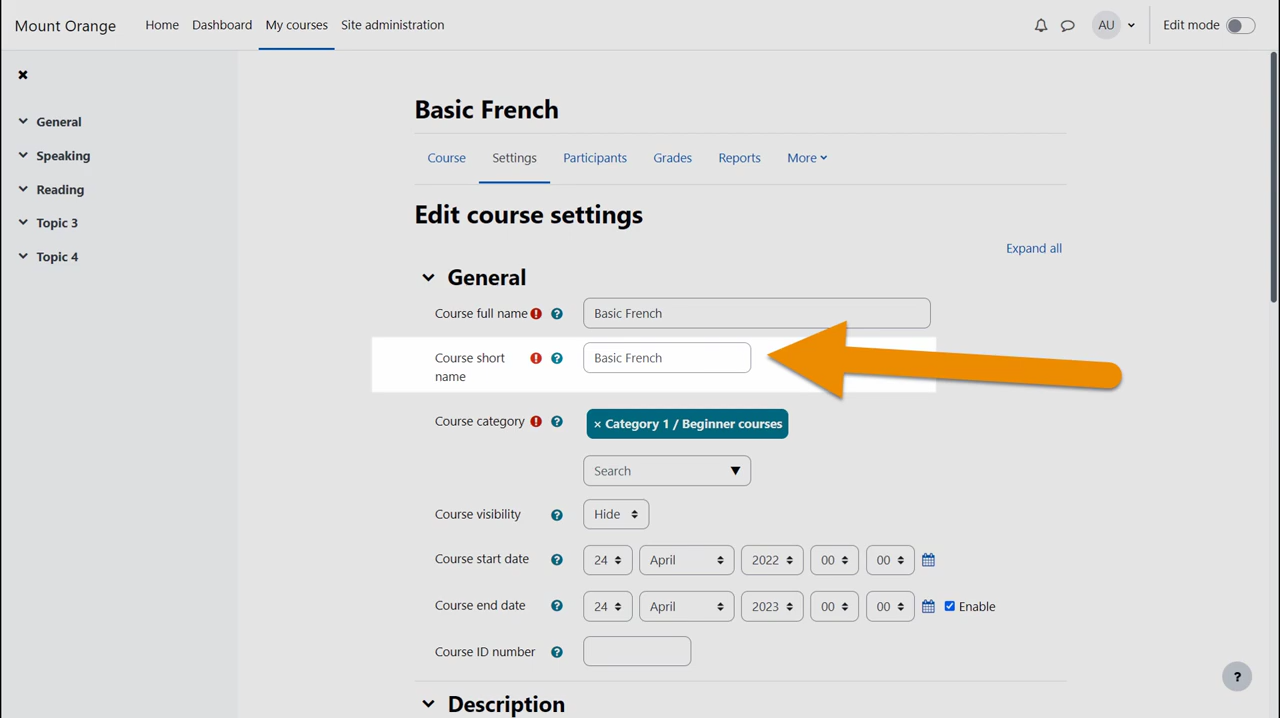 Mount Orange Home Dashboard My courses Site administration AU Edit mode
General
Speaking
Reading
Topic 3
Topic 4
Basic French
Course Settings Participants Grades Reports More
Edit course settings
Expand all
General
Course full name ! ? Basic French
Course short ! ? Basic French
name
Course category ! ? × Category 1 / Beginner courses
Search
Course visibility ? Hide
Course start date ? 24 April 2022 00 00
Course end date ? 24 April 2023 00 00 Enable
Course ID number ?
?
Description